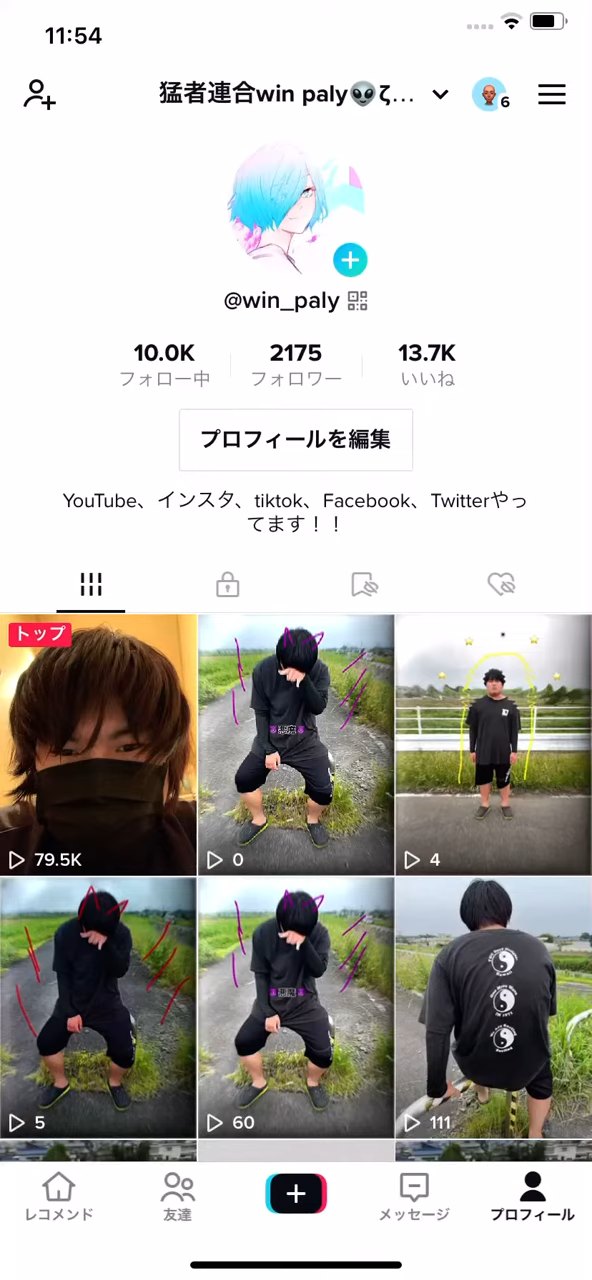 11:54
猛者連合win paly👽ζ...
6
@win_paly
10.0K
2175
13.7K
フォロー中
フォロワー
いいね
プロフィールを編集
YouTube、インスタ、tiktok、Facebook、Twitterやっ
てます！！
トップ
79.5K
0
4
5
60
111
レコメンド
友達
メッセージ
プロフィール